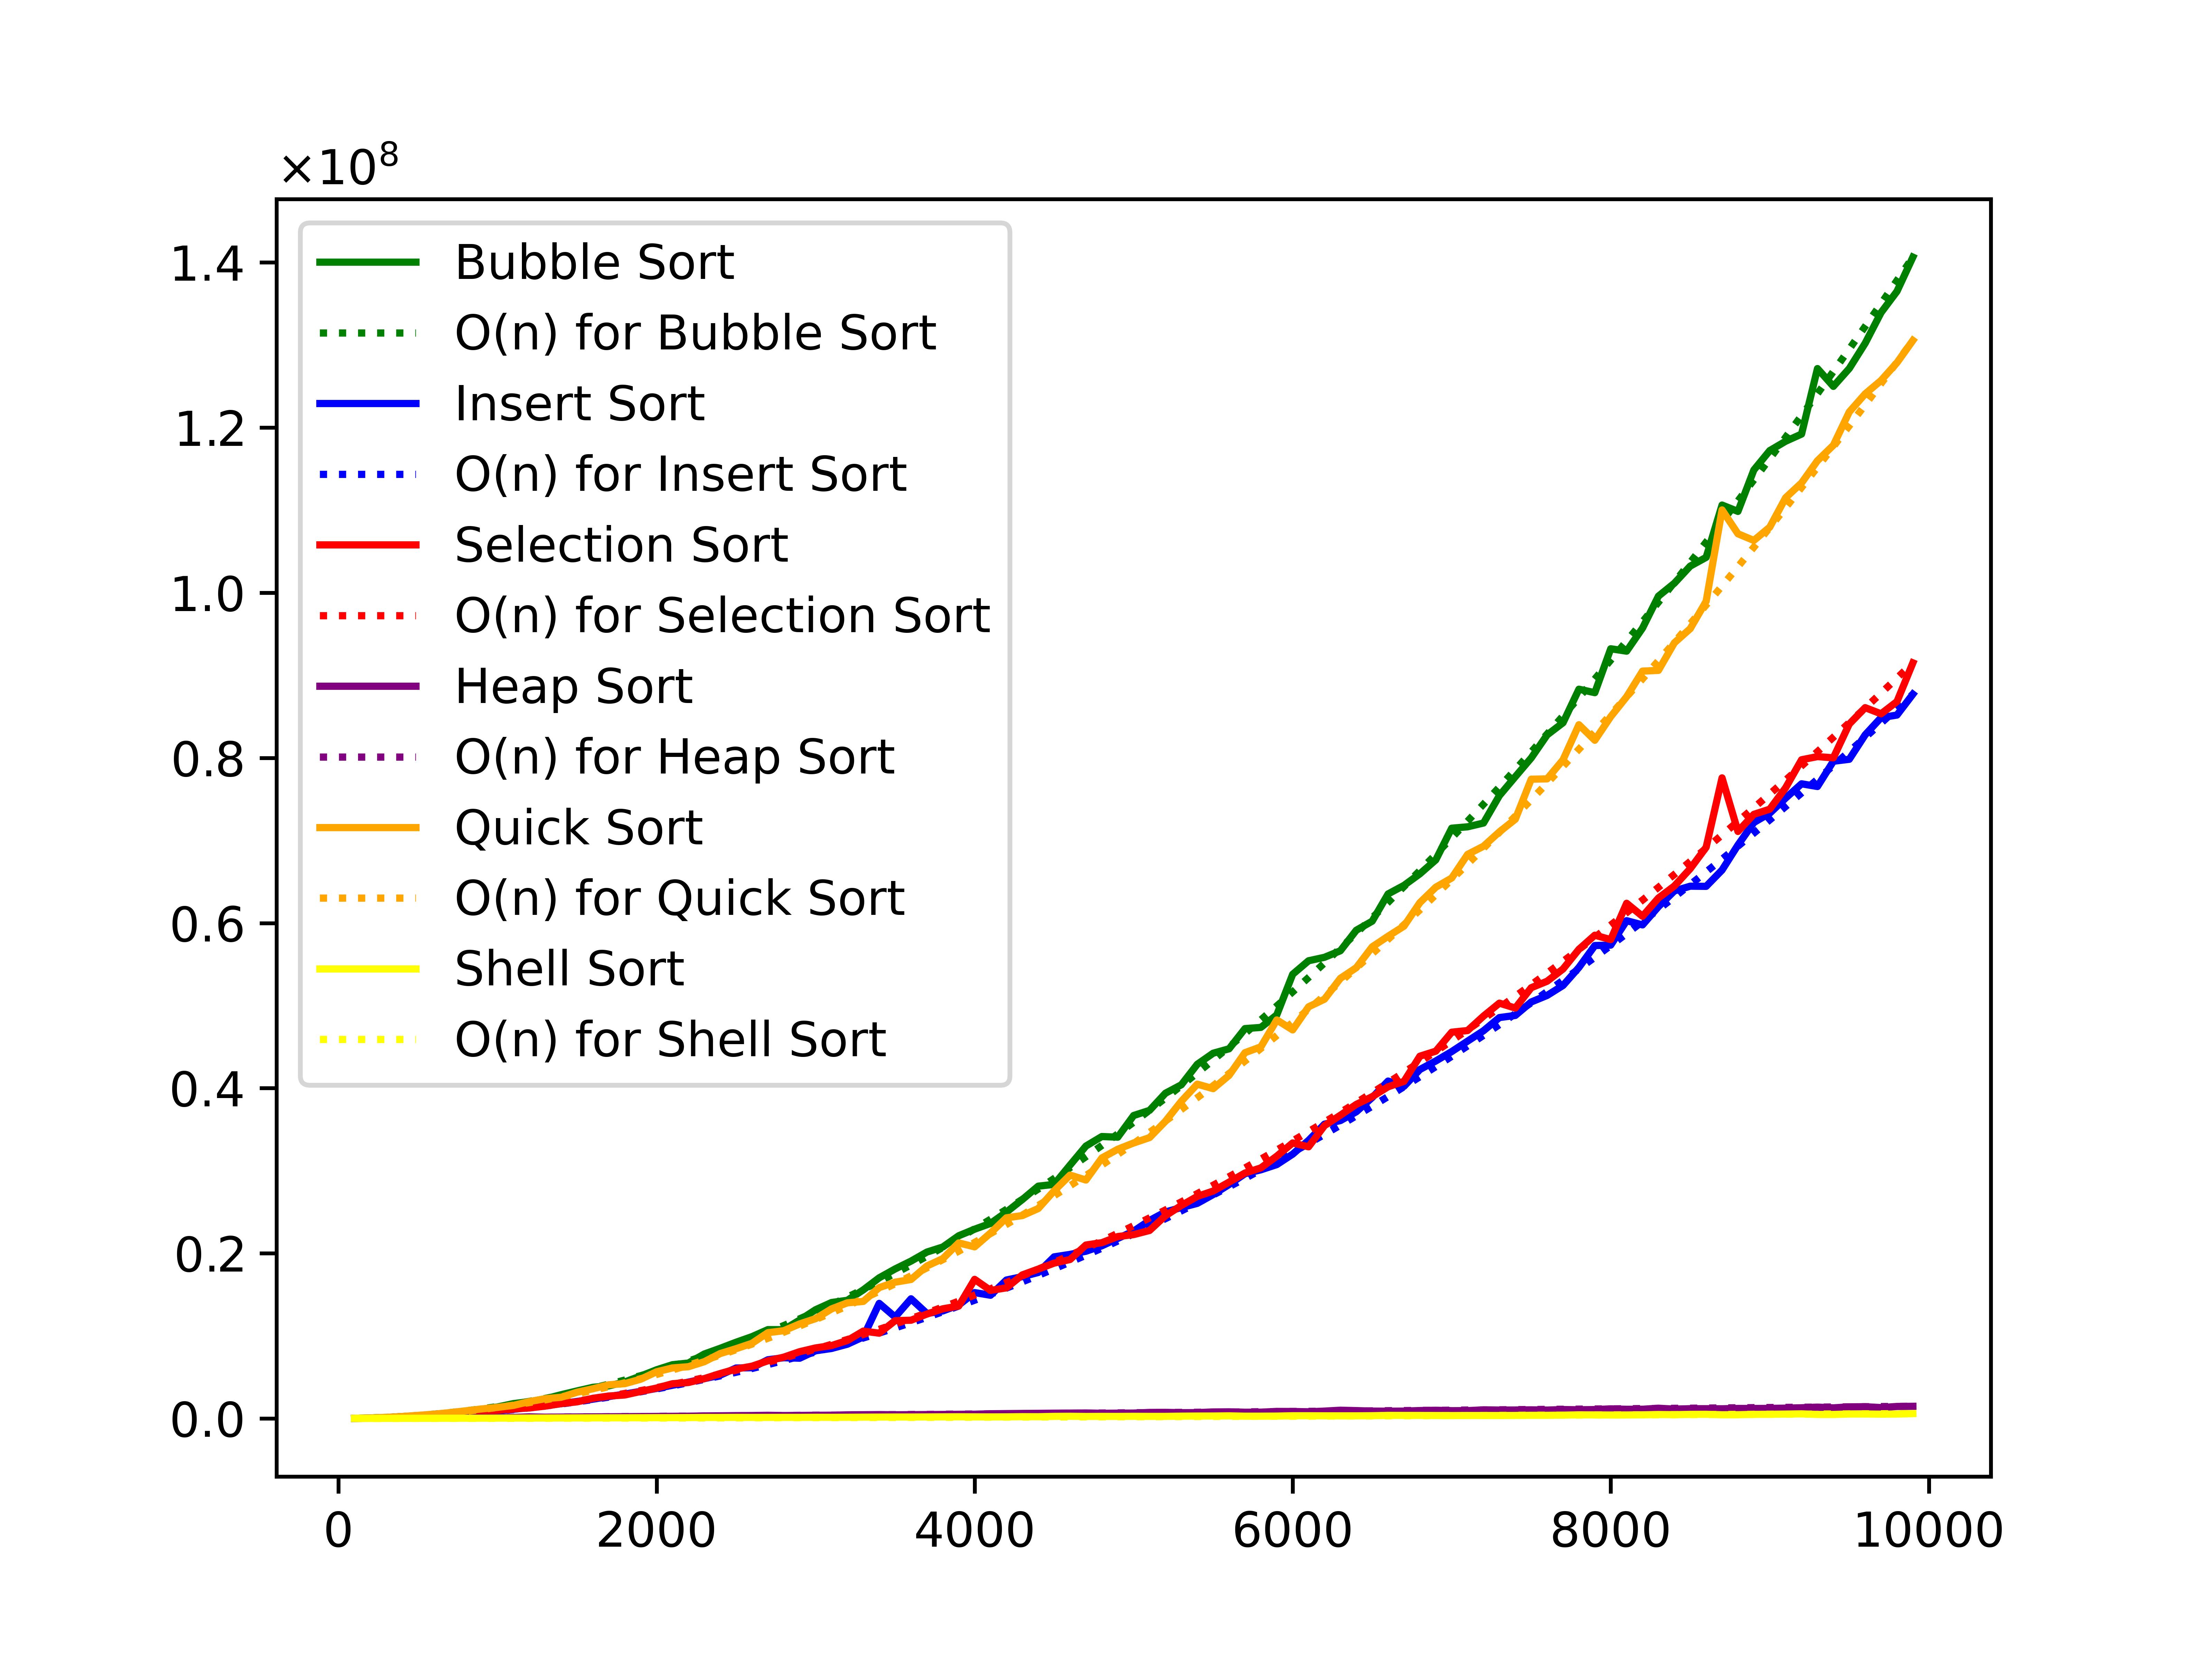 ×10⁸
1.4
1.2
1.0
0.8
0.6
0.4
0.2
0.0
Bubble Sort
O(n) for Bubble Sort
Insert Sort
O(n) for Insert Sort
Selection Sort
O(n) for Selection Sort
Heap Sort
O(n) for Heap Sort
Quick Sort
O(n) for Quick Sort
Shell Sort
O(n) for Shell Sort
0 2000 4000 6000 8000 10000